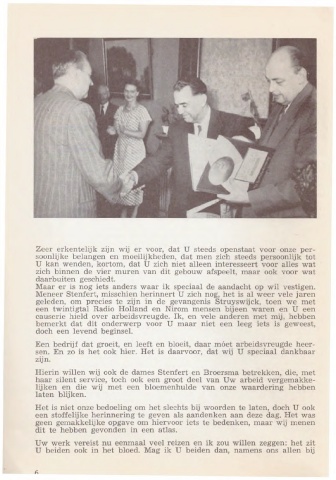 Zeer erkentelijk zijn wij er voor, dat U steeds openstaat voor onze per-
soonlijke belangen en moeilijkheden, dat men zich steeds persoonlijk tot
U kan wenden, kortom, dat U zich niet alleen interesseert voor alles wat
zich binnen de vier muren van dit gebouw afspeelt, maar ook voor wat
daarbuiten geschiedt.
Maar er is nog iets anders waar ik speciaal de aandacht op wil vestigen.
Meneer Stenfert, misschien herinnert U zich nog, het is al weer vele jaren
geleden, om precies te zijn in de gevangenis Struyswijck, toen we met
een twintigtal Radio Holland en Nirom mensen bijeen waren en U een
causerie hield over arbeidsvreugde. Ik, en vele anderen met mij, hebben
bemerkt dat dit onderwerp voor U maar niet een leeg iets is geweest,
doch een levend beginsel.
Een bedrijf dat groeit, en leeft en bloeit, daar móet arbeidsvreugde heer-
sen. En zo is het ook hier. Het is daarvoor, dat wij U speciaal dankbaar
zijn.
Hierin willen wij ook de dames Stenfert en Broersma betrekken, die, met
haar silent service, toch ook een groot deel van Uw arbeid vergemakke-
lijken en die wij met een bloemenhulde van onze waardering hebben
laten blijken.
Het is niet onze bedoeling om het slechts bij woorden te laten, doch U ook
een stoffelijke herinnering te geven als aandenken aan deze dag. Het was
geen gemakkelijke opgave om hiervoor iets te bedenken, maar wij menen
dit te hebben gevonden in een atlas.
Uw werk vereist nu eenmaal veel reizen en ik zou willen zeggen: het zit
U beiden ook in het bloed. Mag ik U beiden dan, namens ons allen bij
6